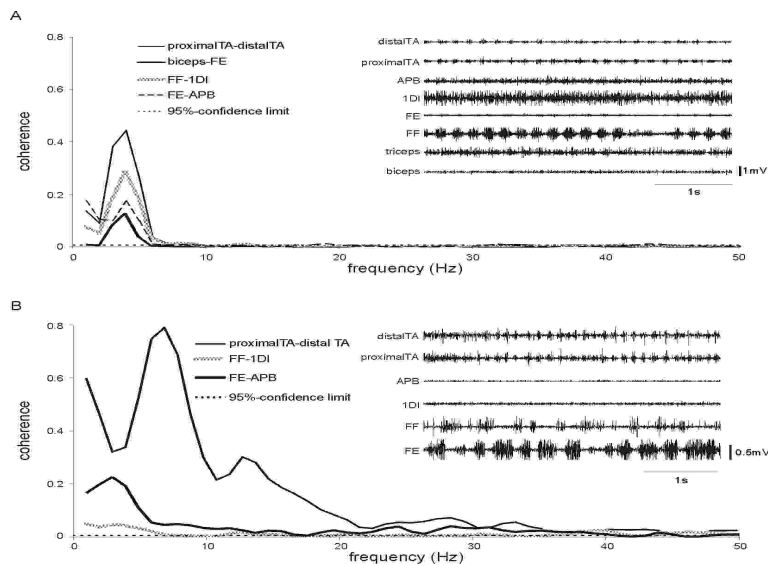 A
0.8
0.6
0.4
0.2
0
coherence
proximalTA-distalTA
biceps-FE
FF-1DI
FE-APB
95%-confidence limit
distalTA
proximalTA
APB
1DI
FE
FF
triceps
biceps
1mV
1s
0 10 20 30 40 50
frequency (Hz)
B
0.8
0.6
0.4
0.2
0
coherence
proximalTA-distal TA
FF-1DI
FE-APB
95%-confidence limit
distalTA
proximalTA
APB
1DI
FF
FE
0.5mV
1s
0 10 20 30 40 50
frequency (Hz)